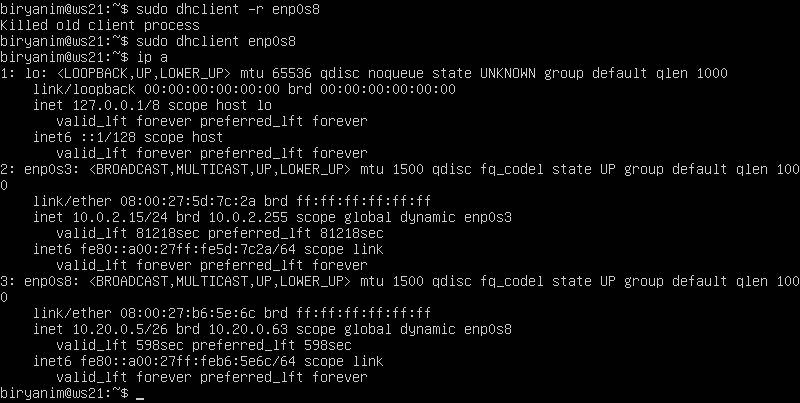 biryanim@ws21:~$ sudo dhclient -r enp0s8
Killed old client process
biryanim@ws21:~$ sudo dhclient enp0s8
biryanim@ws21:~$ ip a
1: lo: <LOOPBACK,UP,LOWER_UP> mtu 65536 qdisc noqueue state UNKNOWN group default qlen 1000
    link/loopback 00:00:00:00:00:00 brd 00:00:00:00:00:00
    inet 127.0.0.1/8 scope host lo
       valid_lft forever preferred_lft forever
    inet6 ::1/128 scope host
       valid_lft forever preferred_lft forever
2: enp0s3: <BROADCAST,MULTICAST,UP,LOWER_UP> mtu 1500 qdisc fq_codel state UP group default qlen 100
0
    link/ether 08:00:27:5d:7c:2a brd ff:ff:ff:ff:ff:ff
    inet 10.0.2.15/24 brd 10.0.2.255 scope global dynamic enp0s3
       valid_lft 81218sec preferred_lft 81218sec
    inet6 fe80::a00:27ff:fe5d:7c2a/64 scope link
       valid_lft forever preferred_lft forever
3: enp0s8: <BROADCAST,MULTICAST,UP,LOWER_UP> mtu 1500 qdisc fq_codel state UP group default qlen 100
0
    link/ether 08:00:27:b6:5e:6c brd ff:ff:ff:ff:ff:ff
    inet 10.20.0.5/26 brd 10.20.0.63 scope global dynamic enp0s8
       valid_lft 598sec preferred_lft 598sec
    inet6 fe80::a00:27ff:feb6:5e6c/64 scope link
       valid_lft forever preferred_lft forever
biryanim@ws21:~$ _